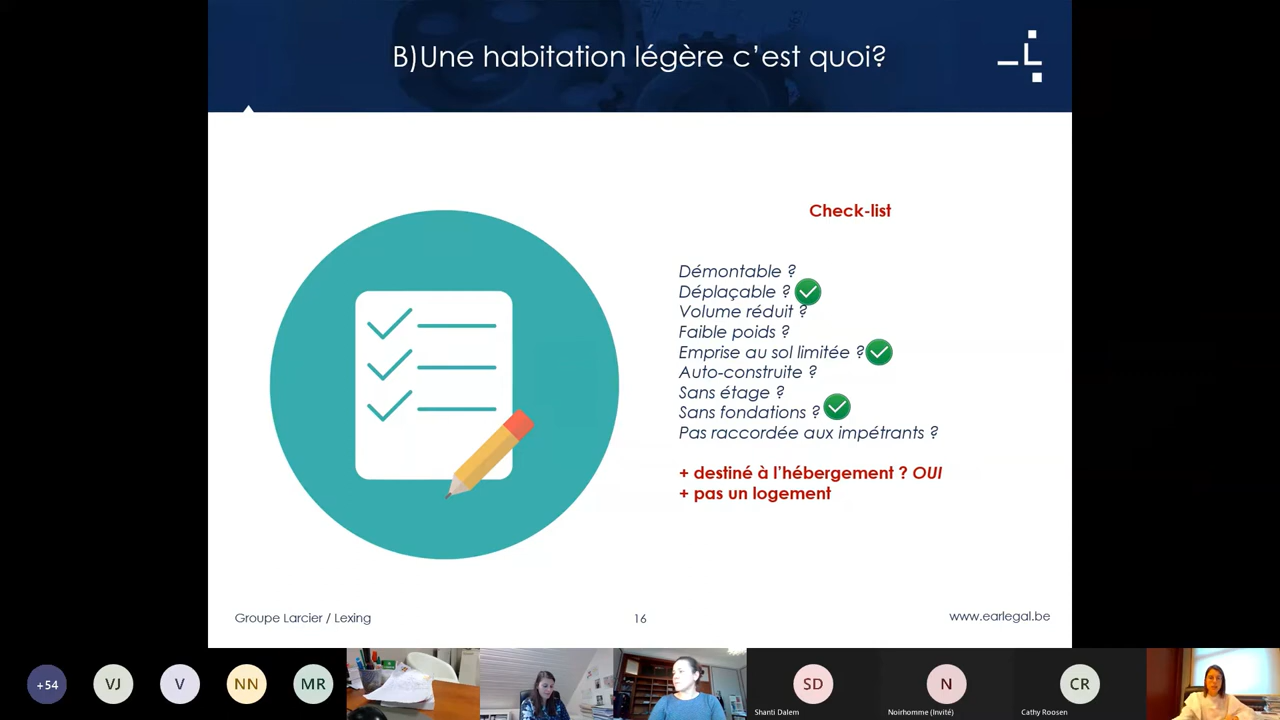 B)Une habitation légère c’est quoi?
Check-list
Démontable ?
Déplaçable ?
Volume réduit ?
Faible poids ?
Emprise au sol limitée ?
Auto-construite ?
Sans étage ?
Sans fondations ?
Pas raccordée aux impétrants ?
+ destiné à l’hébergement ? OUI
+ pas un logement
Groupe Larcier / Lexing
16
www.earlegal.be
+54
VJ
V
NN
MR
SD
N
CR
Shanti Dalem
Noirhomme (Invité)
Cathy Roosen